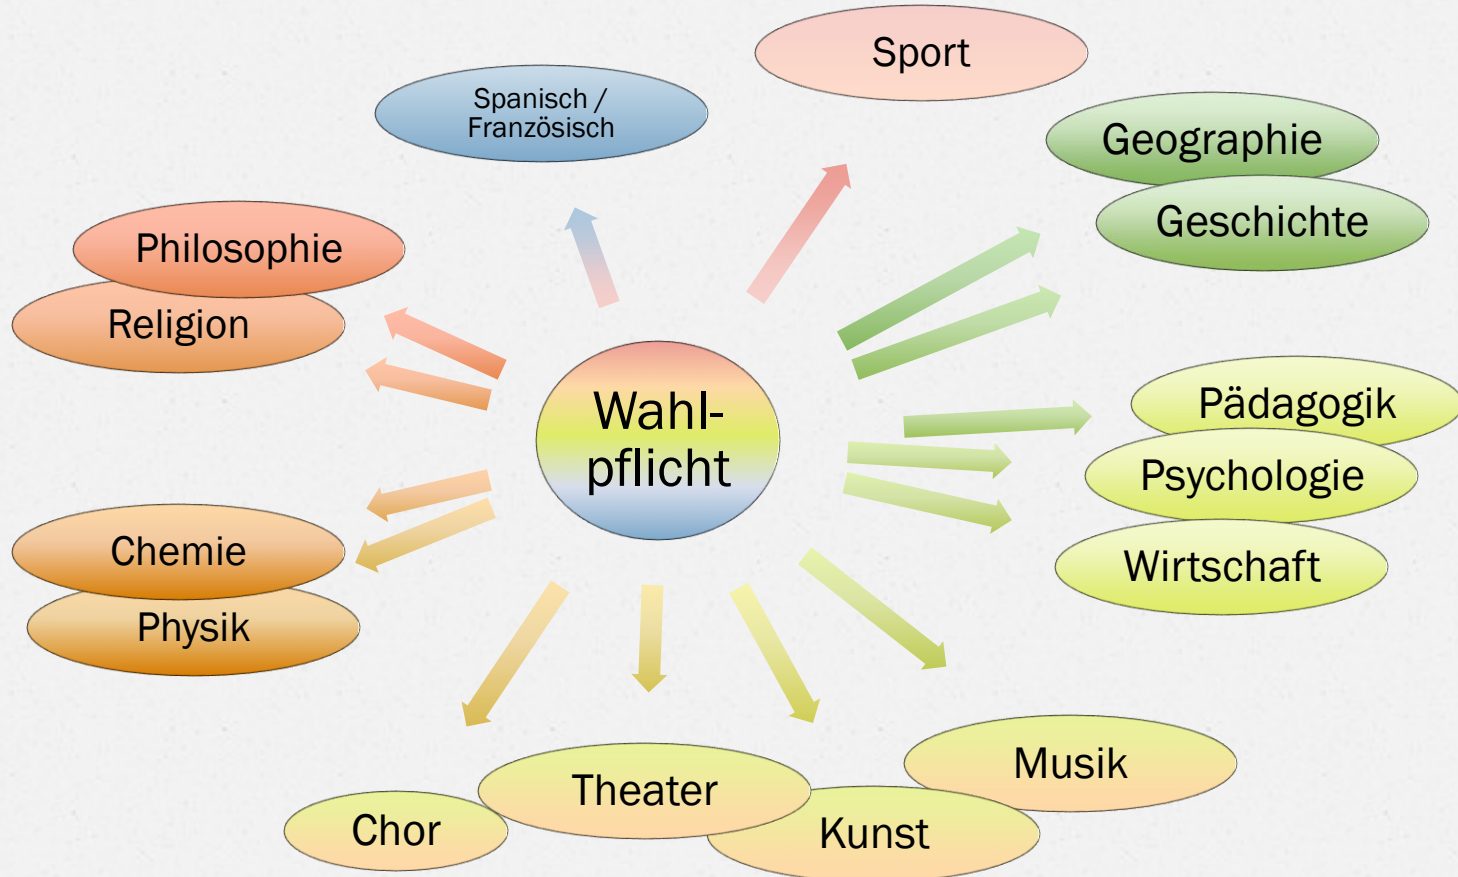 Sport
Spanisch /
Französisch
Geographie
Geschichte
Philosophie
Religion
Wahl-
pflicht
Pädagogik
Psychologie
Wirtschaft
Chemie
Physik
Musik
Theater
Kunst
Chor